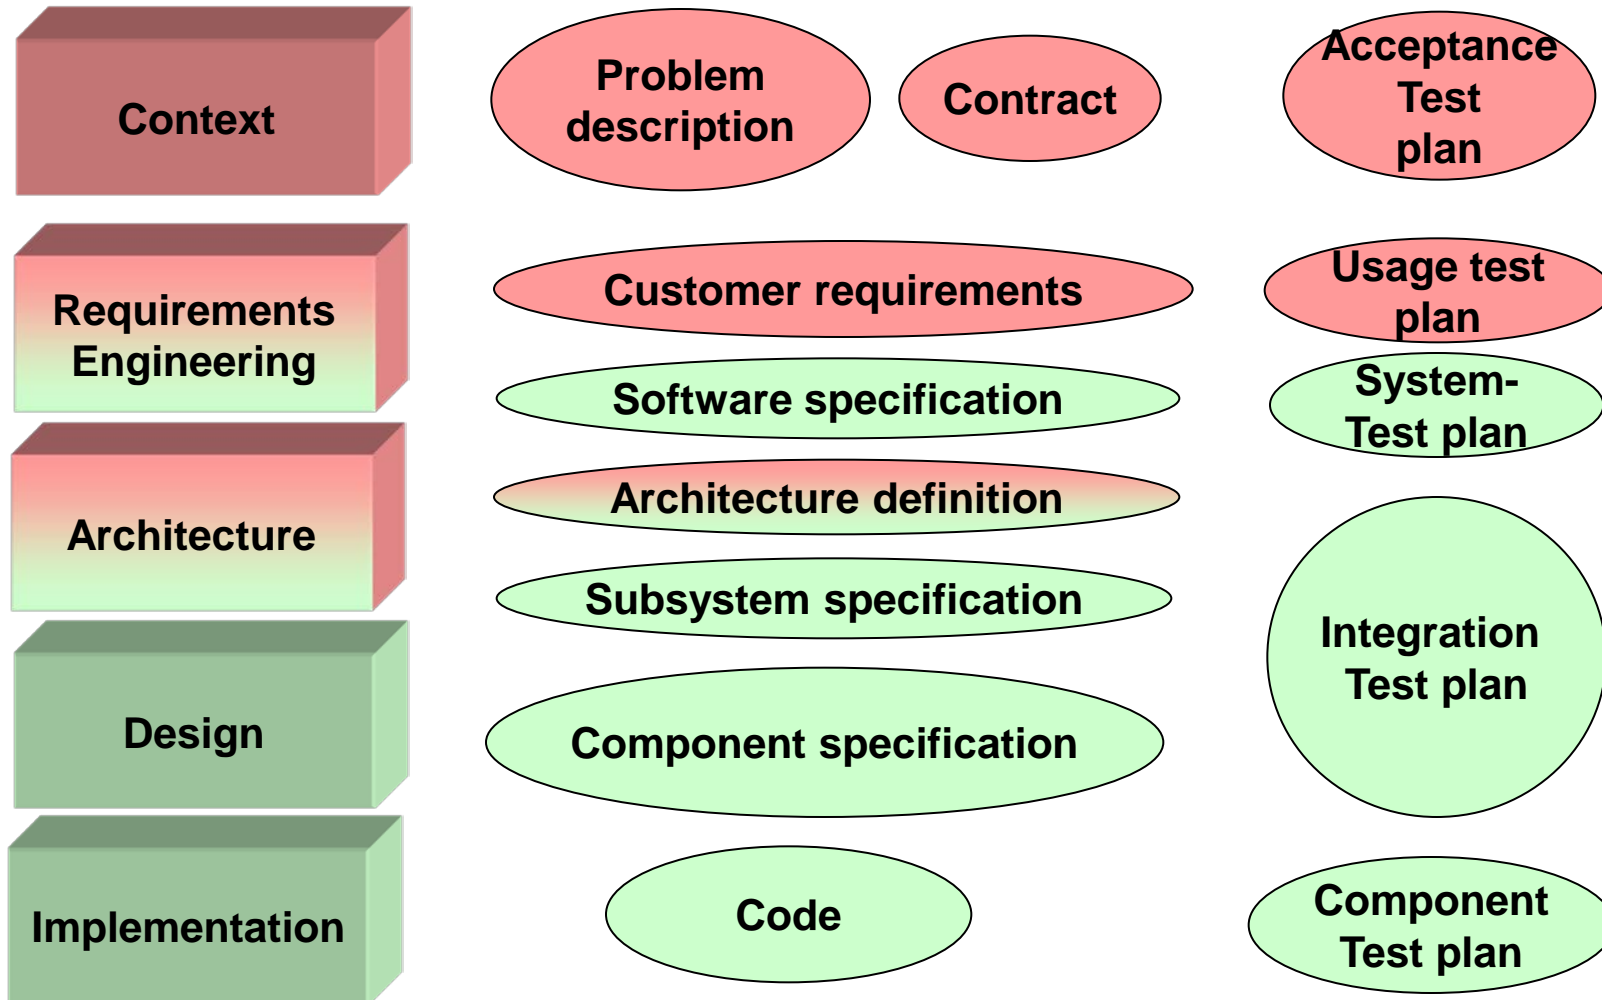 Context
Problem
description
Contract
Acceptance
Test
plan
Requirements
Engineering
Customer requirements
Usage test
plan
Software specification
System-
Test plan
Architecture
Architecture definition
Subsystem specification
Integration
Test plan
Design
Component specification
Implementation
Code
Component
Test plan